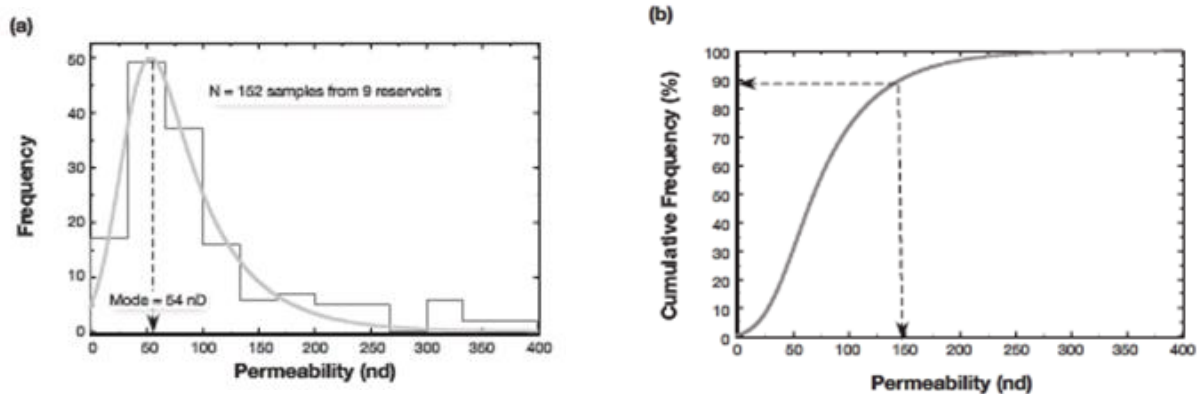 (a)
50
40
30
20
10
0
Frequency
N = 152 samples from 9 reservoirs
Mode = 54 nD
0 50 100 150 200 250 300 350 400
Permeability (nd)
(b)
100
90
80
70
60
50
40
30
20
10
0
Cumulative Frequency (%)
0 50 100 150 200 250 300 350 400
Permeability (nd)